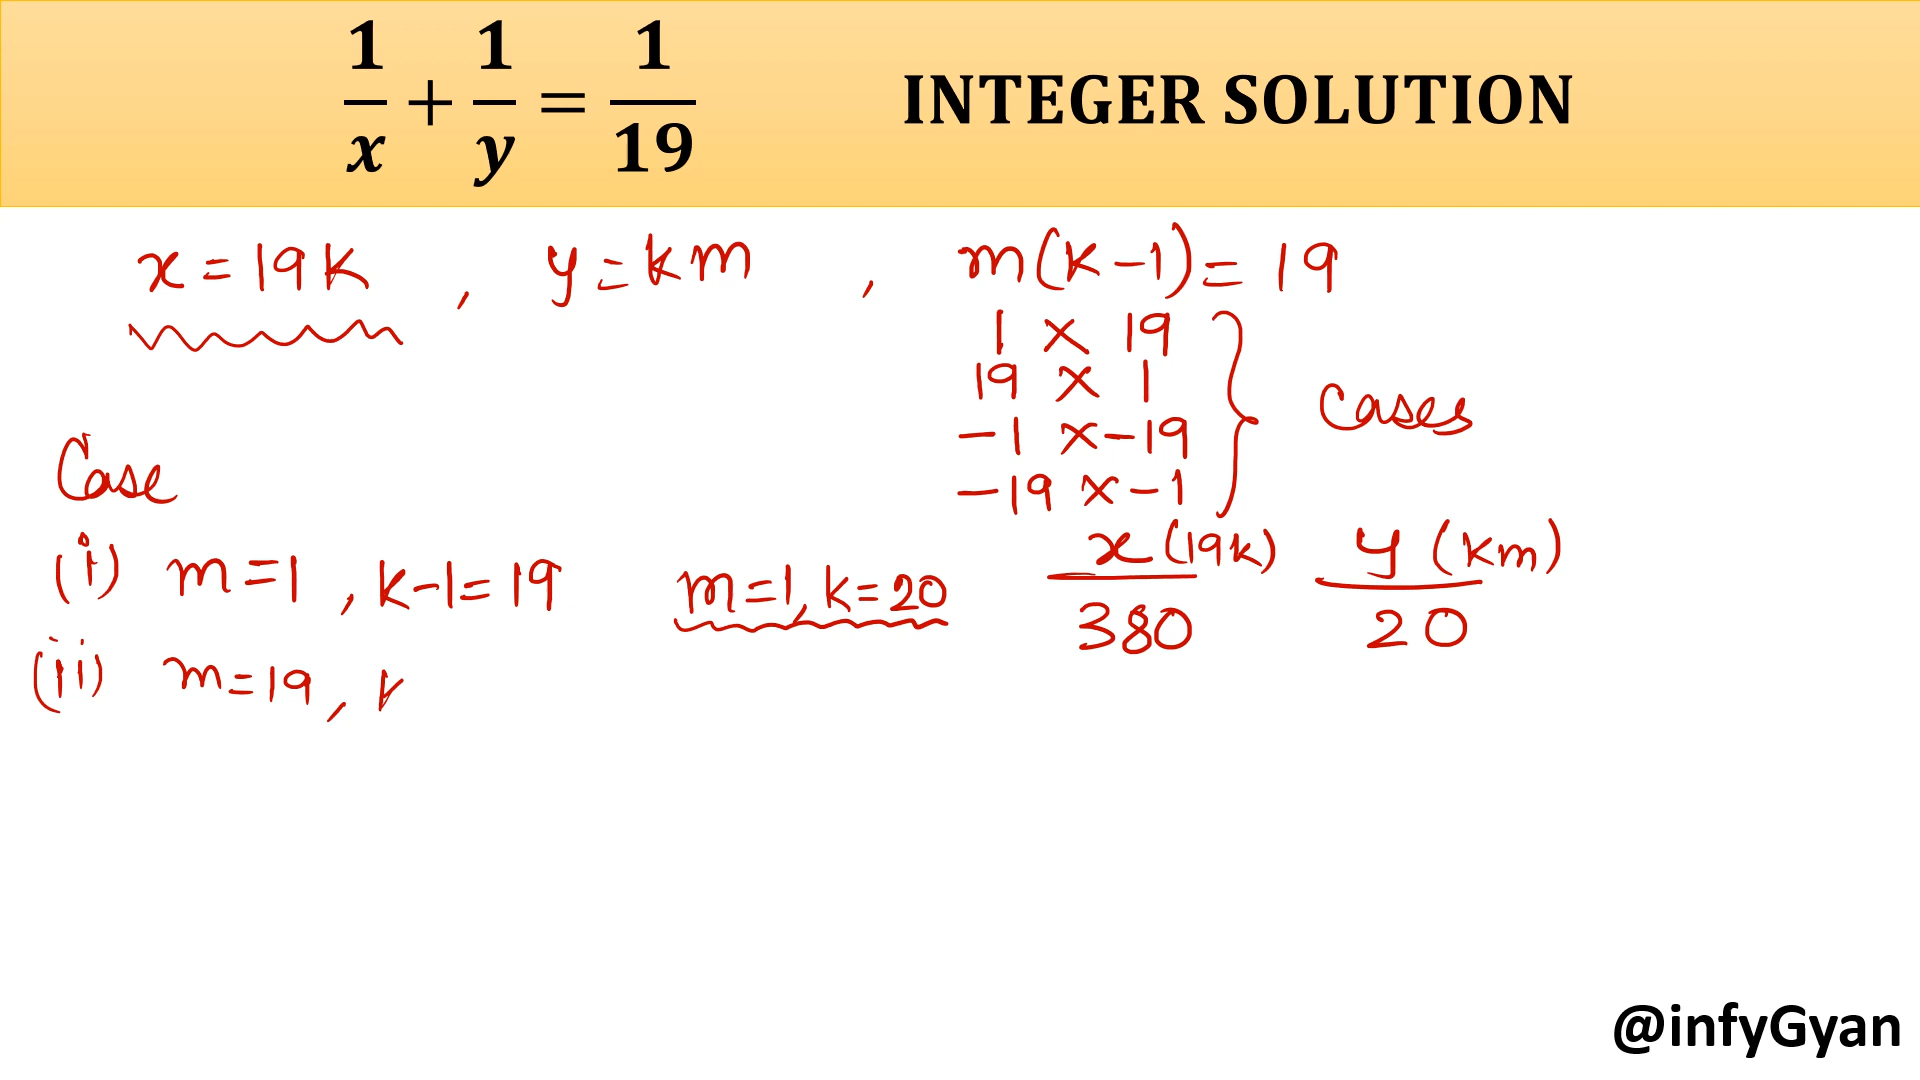 1/x + 1/y = 1/19 INTEGER SOLUTION
x = 19k , y = km , m(k-1) = 19
1 × 19
19 × 1
-1 × -19
-19 × -1
cases
Case
x (19k) y (km)
(i) m = 1 , k-1 = 19 m = 1, k = 20 380 20
(ii) m = 19 , k
@infyGyan